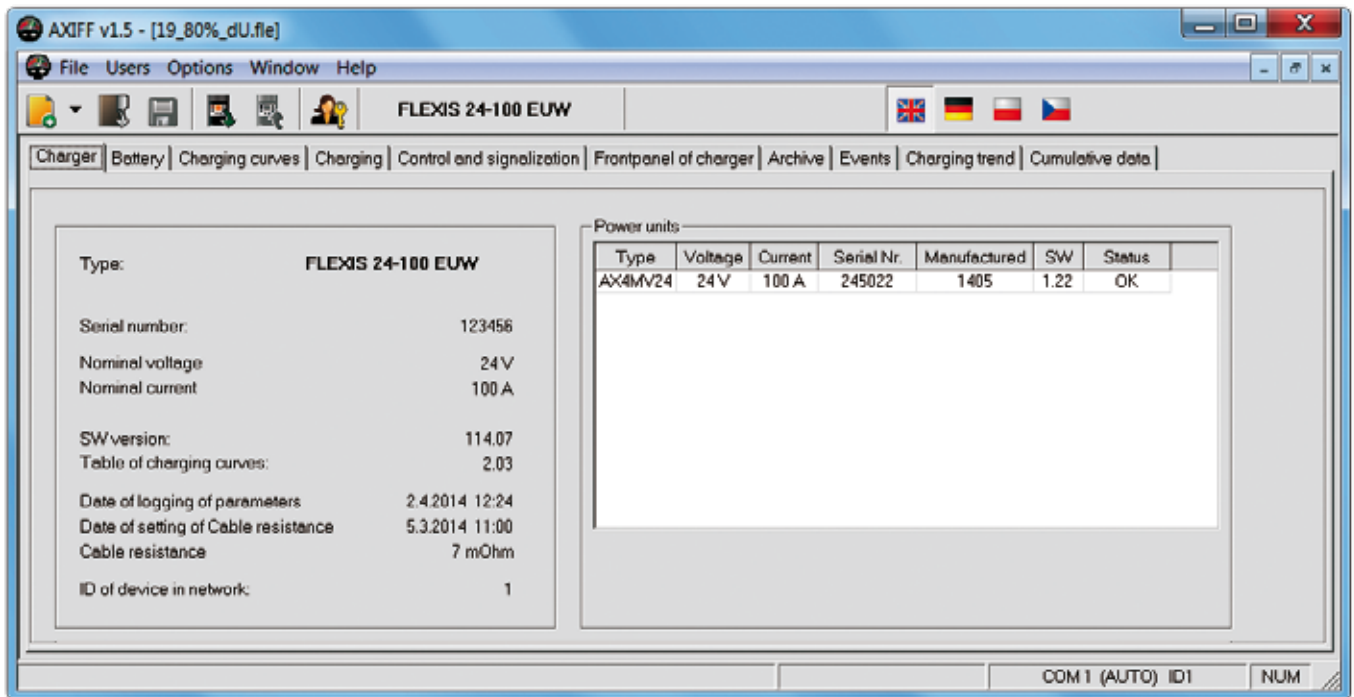 AXIFF v1.5 - [19_80%_dU.fle]
File Users Options Window Help
FLEXIS 24-100 EUW
Charger Battery Charging curves Charging Control and signalization Frontpanel of charger Archive Events Charging trend Cumulative data
Type: FLEXIS 24-100 EUW
Serial number: 123456
Nominal voltage 24 V
Nominal current 100 A
SW version: 114.07
Table of charging curves: 2.03
Date of logging of parameters 2.4.2014 12:24
Date of setting of Cable resistance 5.3.2014 11:00
Cable resistance 7 mOhm
ID of device in network: 1
Power units
Type Voltage Current Serial Nr. Manufactured SW Status
AX4MV24 24 V 100 A 245022 1405 1.22 OK
COM 1 (AUTO) ID1 NUM